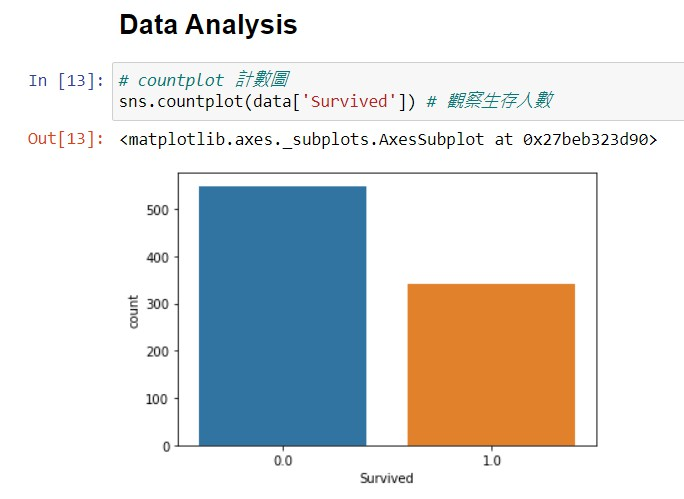 Data Analysis
In [13]: # countplot 計數圖
sns.countplot(data['Survived']) # 觀察生存人數
Out[13]: <matplotlib.axes._subplots.AxesSubplot at 0x27beb323d90>
500
400
300
200
100
0
count
0.0 1.0
Survived